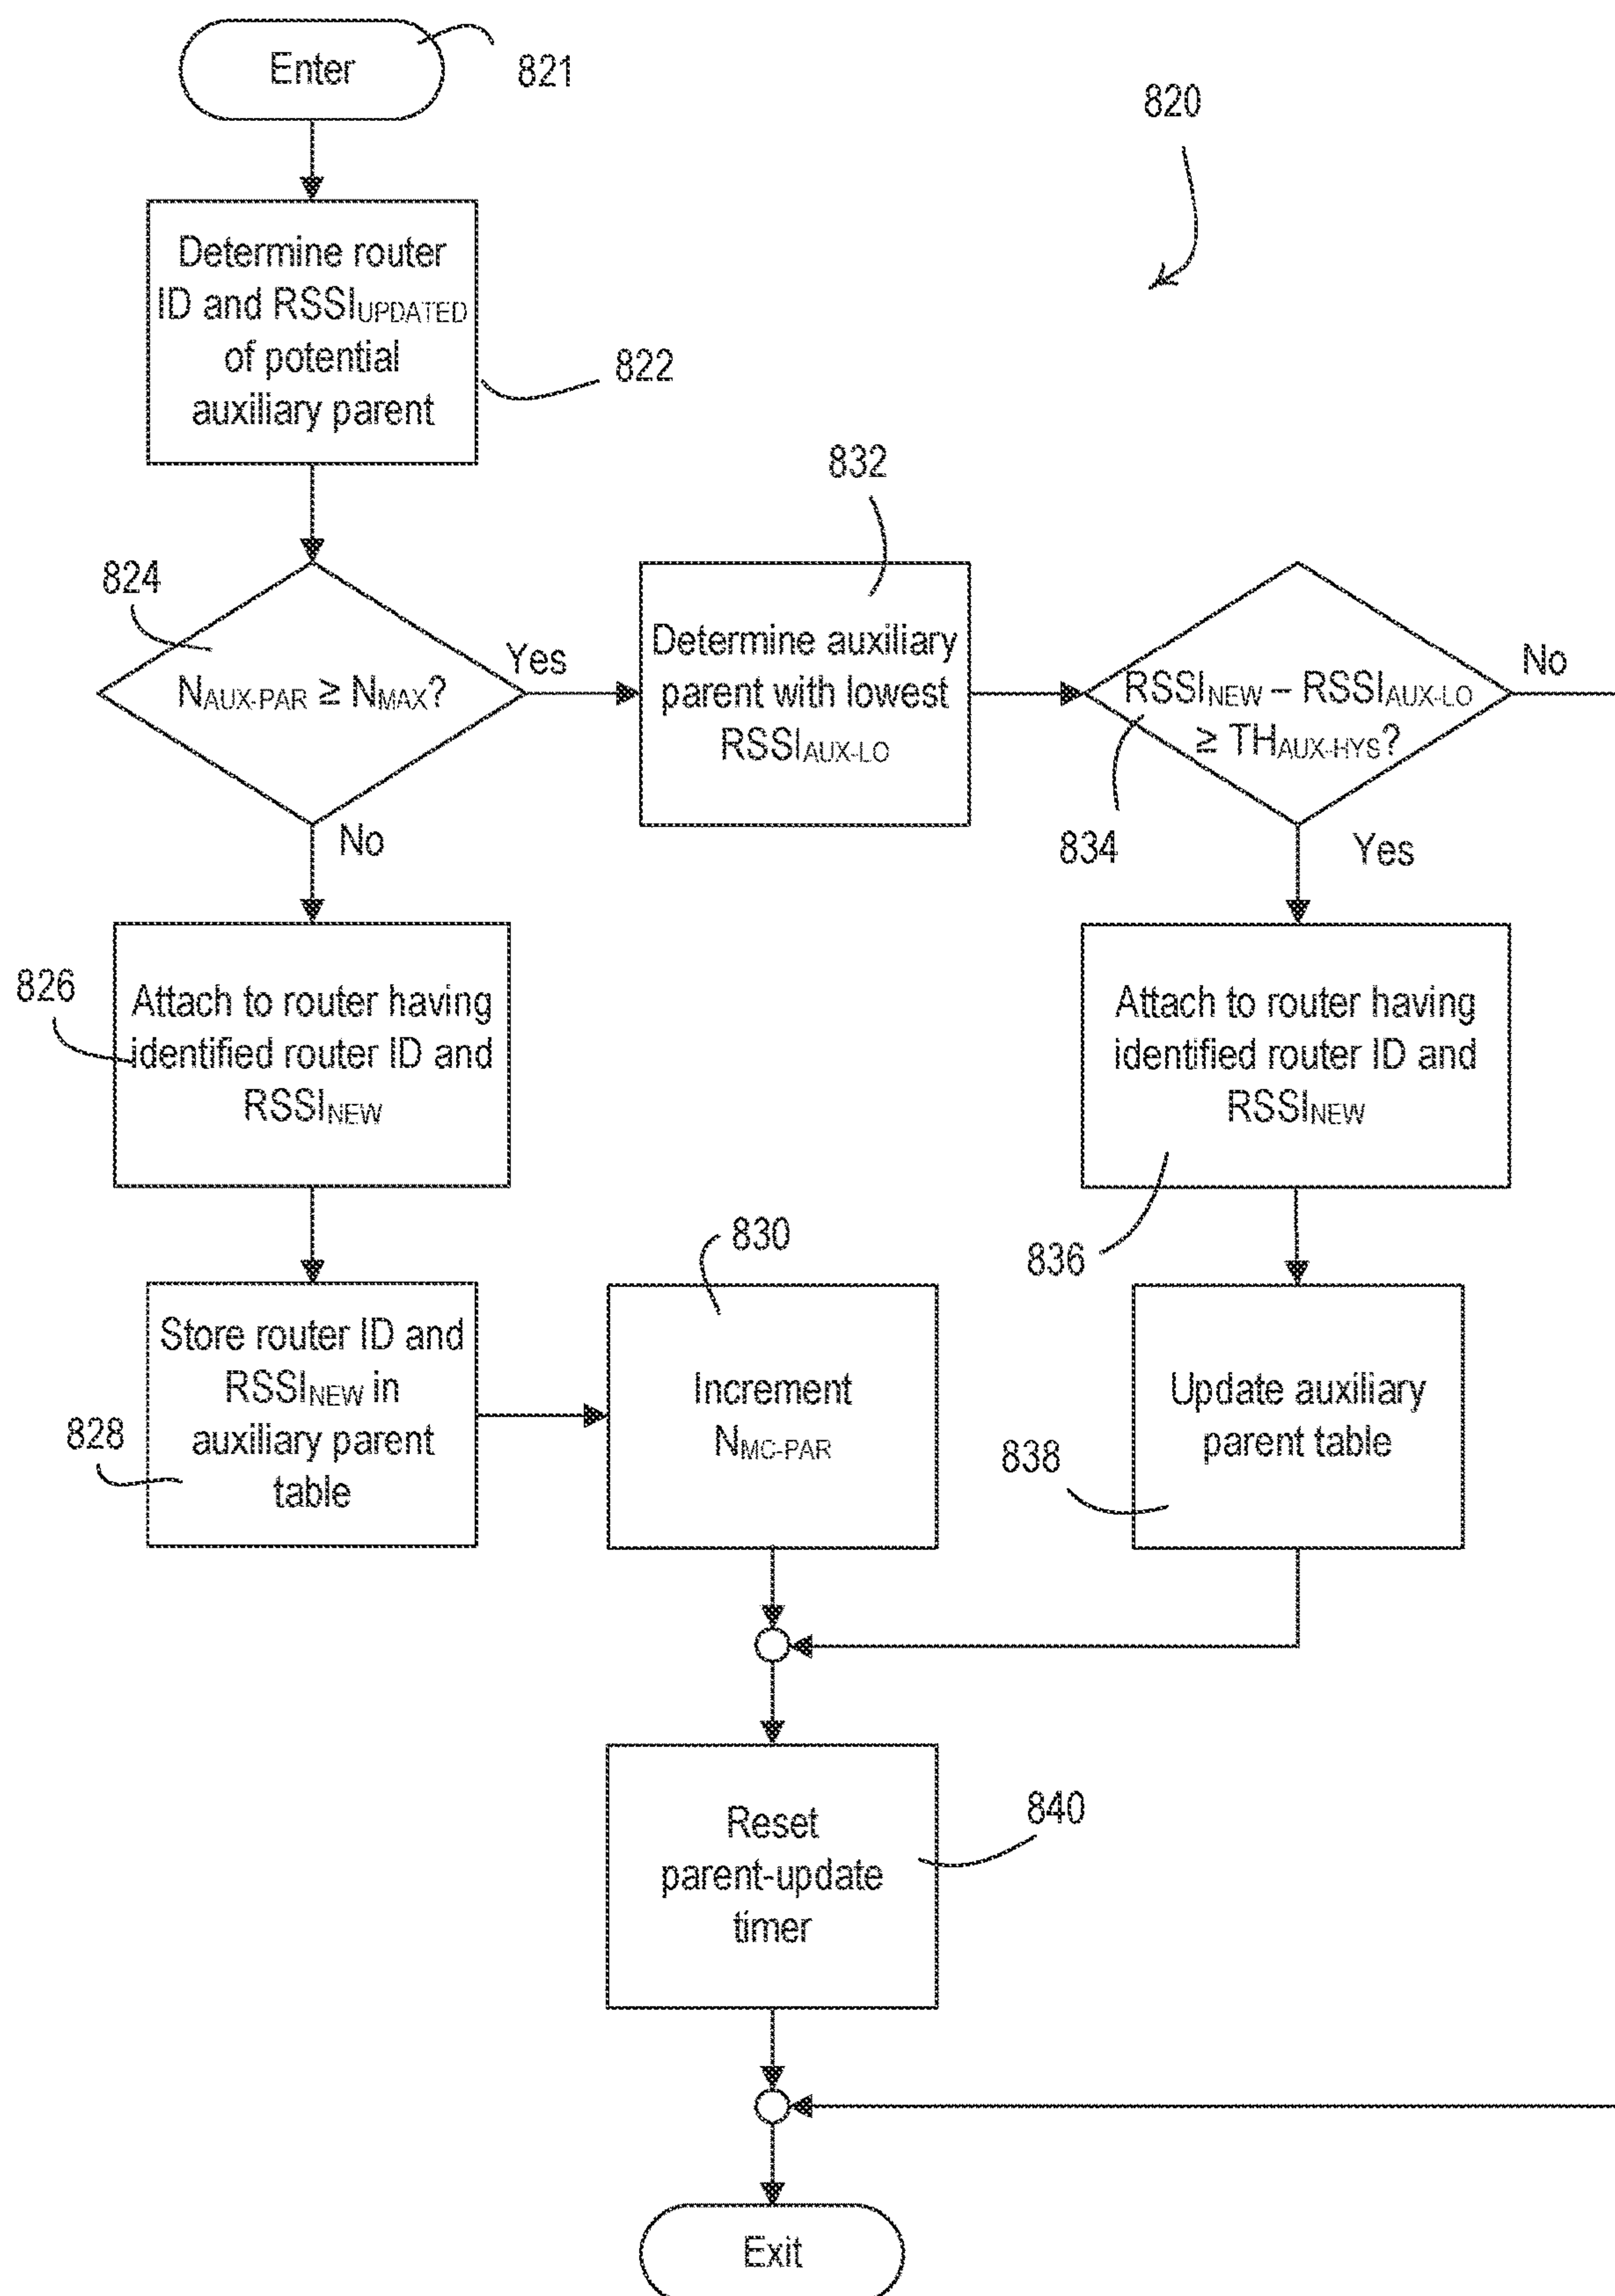 Enter
821
820
Determine router
ID and RSSIUPDATED
of potential
auxiliary parent
822
824
NAUX-PAR ≥ NMAX?
Yes
No
832
Determine auxiliary
parent with lowest
RSSIAUX-LO
RSSINEW – RSSIAUX-LO
≥ THAUX-HYS?
No
834
Yes
826
Attach to router having
identified router ID and
RSSINEW
Attach to router having
identified router ID and
RSSINEW
836
828
Store router ID and
RSSINEW in
auxiliary parent
table
830
Increment
NMC-PAR
Update auxiliary
parent table
838
Reset
parent-update
timer
840
Exit